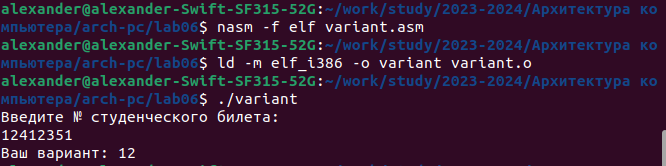 alexander@alexander-Swift-SF315-52G:~/work/study/2023-2024/Архитектура ко
мпьютера/arch-pc/lab06$ nasm -f elf variant.asm
alexander@alexander-Swift-SF315-52G:~/work/study/2023-2024/Архитектура ко
мпьютера/arch-pc/lab06$ ld -m elf_i386 -o variant variant.o
alexander@alexander-Swift-SF315-52G:~/work/study/2023-2024/Архитектура ко
мпьютера/arch-pc/lab06$ ./variant
Введите № студенческого билета:
12412351
Ваш вариант: 12